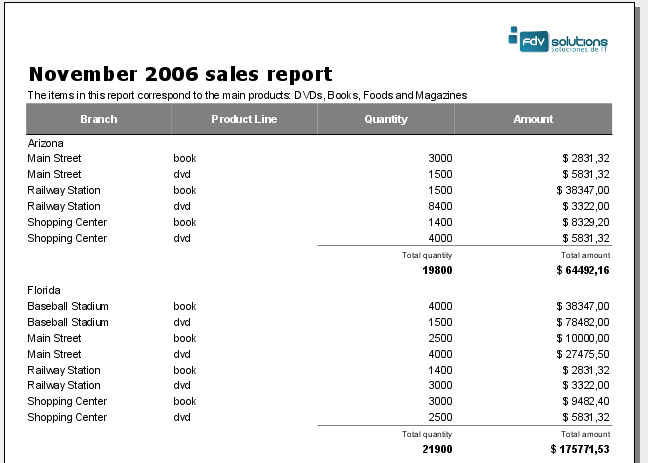 i fdv solutions
Soluciones de IT
November 2006 sales report
The items in this report correspond to the main products: DVDs, Books, Foods and Magazines
Branch Product Line Quantity Amount
Arizona
Main Street book 3000 $ 2831,32
Main Street dvd 1500 $ 5831,32
Railway Station book 1500 $ 38347,00
Railway Station dvd 8400 $ 3322,00
Shopping Center book 1400 $ 8329,20
Shopping Center dvd 4000 $ 5831,32
Total quantity Total amount
19800 $ 64492,16
Florida
Baseball Stadium book 4000 $ 38347,00
Baseball Stadium dvd 1500 $ 78482,00
Main Street book 2500 $ 10000,00
Main Street dvd 4000 $ 27475,50
Railway Station book 1400 $ 2831,32
Railway Station dvd 3000 $ 3322,00
Shopping Center book 3000 $ 9482,40
Shopping Center dvd 2500 $ 5831,32
Total quantity Total amount
21900 $ 175771,53